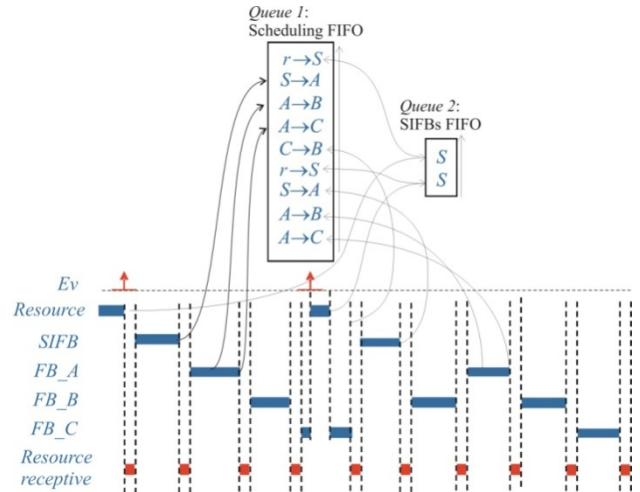 Queue 1:
Scheduling FIFO
r→S
S→A
A→B
A→C
C→B
r→S
S→A
A→B
A→C
Queue 2:
SIFBs FIFO
S
S
Ev
Resource
SIFB
FB_A
FB_B
FB_C
Resource
receptive